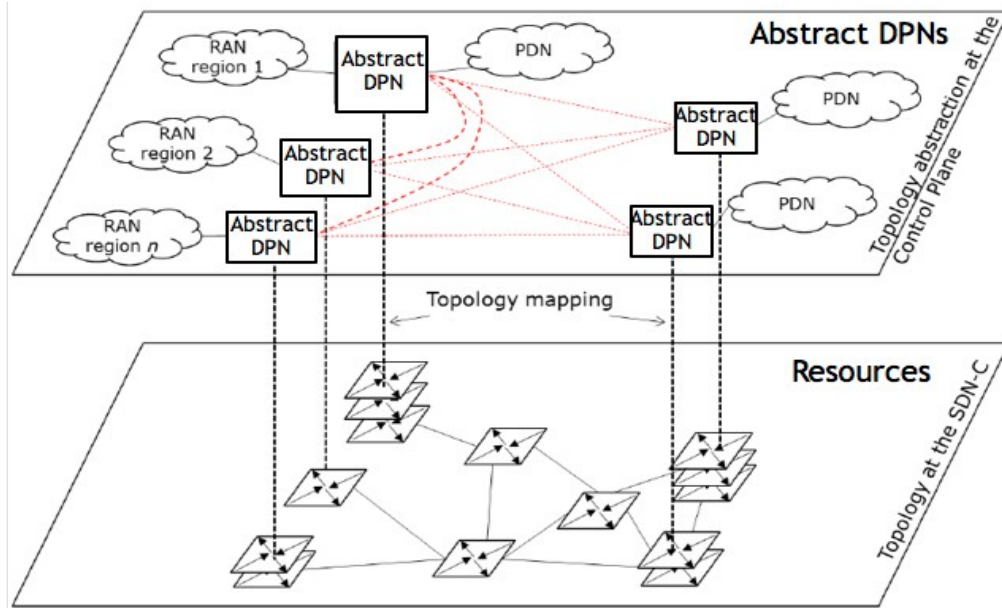 RAN
region 1
Abstract
DPN
PDN
Abstract DPNs
RAN
region 2
Abstract
DPN
Abstract
DPN
PDN
RAN
region n
Abstract
DPN
Abstract
DPN
PDN
Topology abstraction at the
Control Plane
Topology mapping
Resources
Topology at the SDN-C